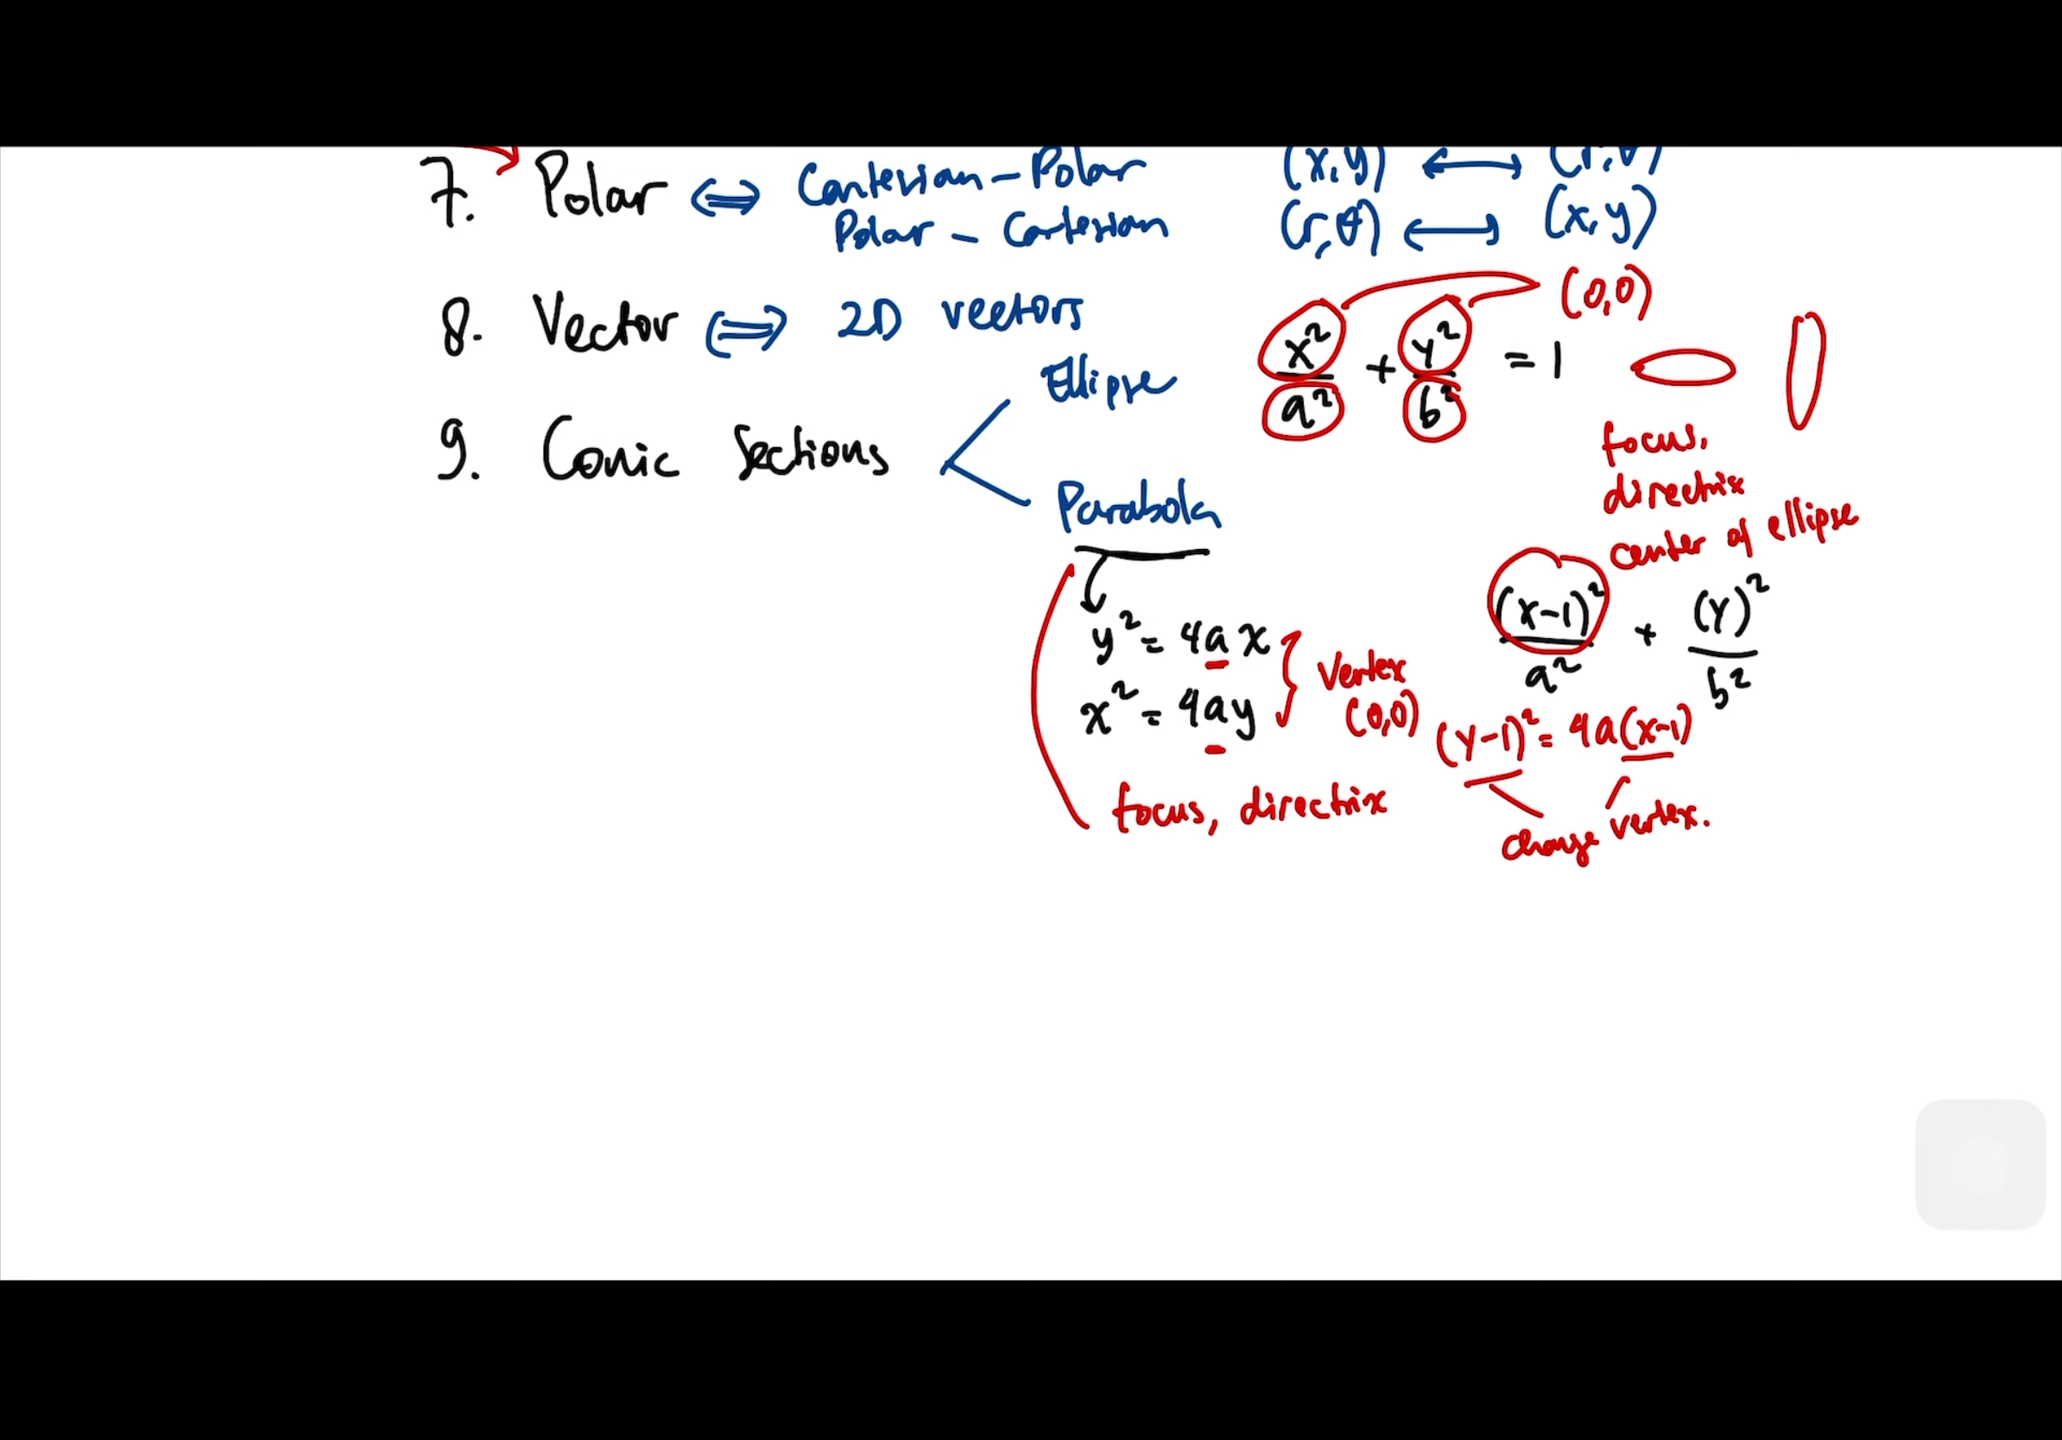 7. Polar ⟺ Cartesian – Polar (x,y) ⟷ (r,θ)
Polar – Cartesian (r,θ) ⟷ (x,y)
8. Vector ⟺ 2D vectors
(0,0)
Ellipse x²/a² + y²/b² = 1
9. Conic Sections
focus,
directrix
center of ellipse
Parabola
y² = 4ax
x² = 4ay
Vertex
(0,0)
focus, directrix
(x-1)²/a² + (y)²/b²
(y-1)² = 4a(x-1)
change vertex.